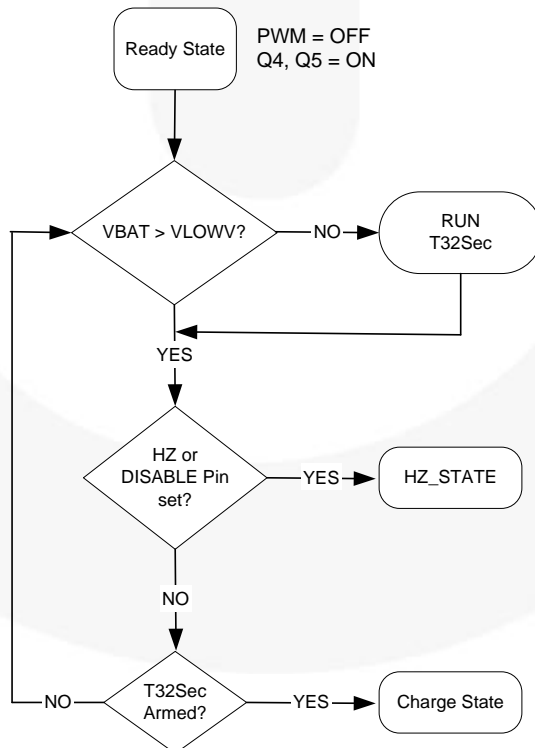 Ready State
PWM = OFF
Q4, Q5 = ON
VBAT > VLOWV?
NO
RUN
T32Sec
YES
HZ or
DISABLE Pin
set?
YES
HZ_STATE
NO
T32Sec
Armed?
NO
YES
Charge State